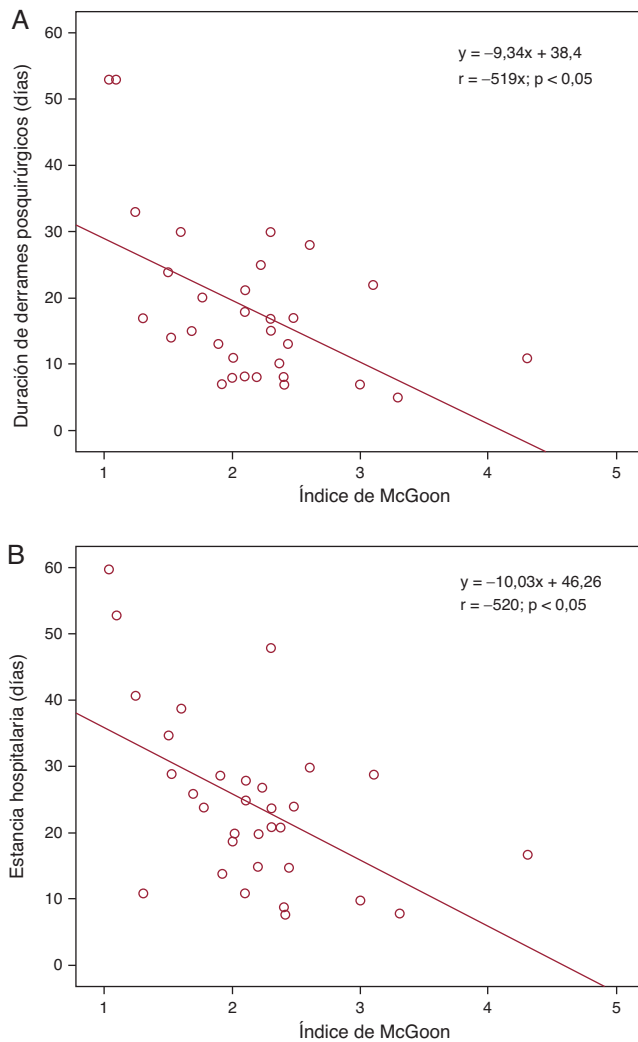 A
60
50
40
30
20
10
0
Duración de derrames posquirúrgicos (días)
y = –9,34x + 38,4
r = –519x; p < 0,05
1 2 3 4 5
Índice de McGoon
B
60
50
40
30
20
10
0
Estancia hospitalaria (días)
y = –10,03x + 46,26
r = –520; p < 0,05
1 2 3 4 5
Índice de McGoon